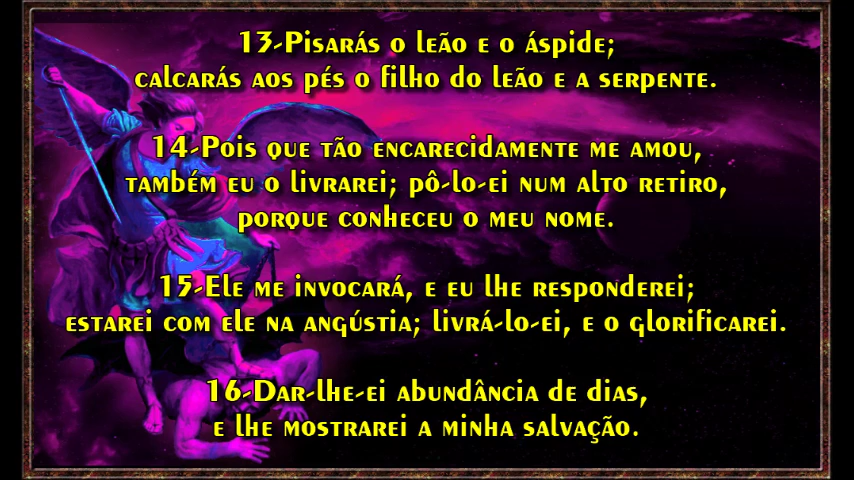 13-Pisarás o leão e o áspide;
calcarás aos pés o filho do leão e a serpente.
14-Pois que tão encarecidamente me amou,
também eu o livrarei; pô-lo-ei num alto retiro,
porque conheceu o meu nome.
15-Ele me invocará, e eu lhe responderei;
estarei com ele na angústia; livrá-lo-ei, e o glorificarei.
16-Dar-lhe-ei abundância de dias,
e lhe mostrarei a minha salvação.